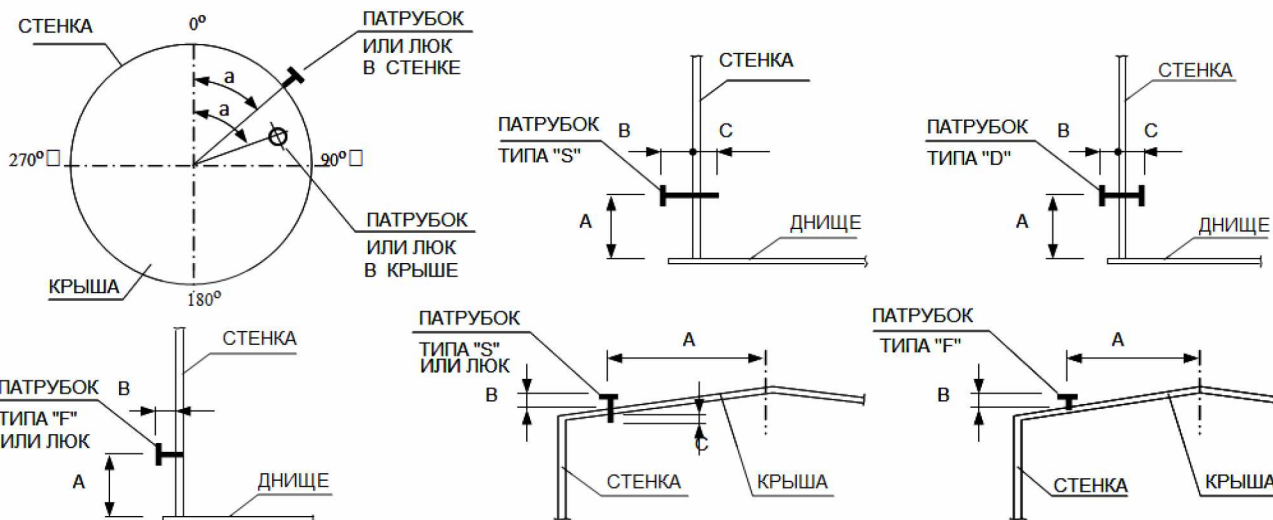 СТЕНКА
0º
ПАТРУБОК
ИЛИ ЛЮК
В СТЕНКЕ
a
a
270º□
90º□
ПАТРУБОК
ИЛИ ЛЮК
В КРЫШЕ
КРЫША
180º
СТЕНКА
ПАТРУБОК
ТИПА "S"
B
C
A
ДНИЩЕ
СТЕНКА
ПАТРУБОК
ТИПА "D"
B
C
A
ДНИЩЕ
СТЕНКА
ПАТРУБОК
ТИПА "F"
ИЛИ ЛЮК
B
A
ДНИЩЕ
ПАТРУБОК
ТИПА "S"
ИЛИ ЛЮК
A
B
C
СТЕНКА
КРЫША
ПАТРУБОК
ТИПА "F"
A
B
СТЕНКА
КРЫША